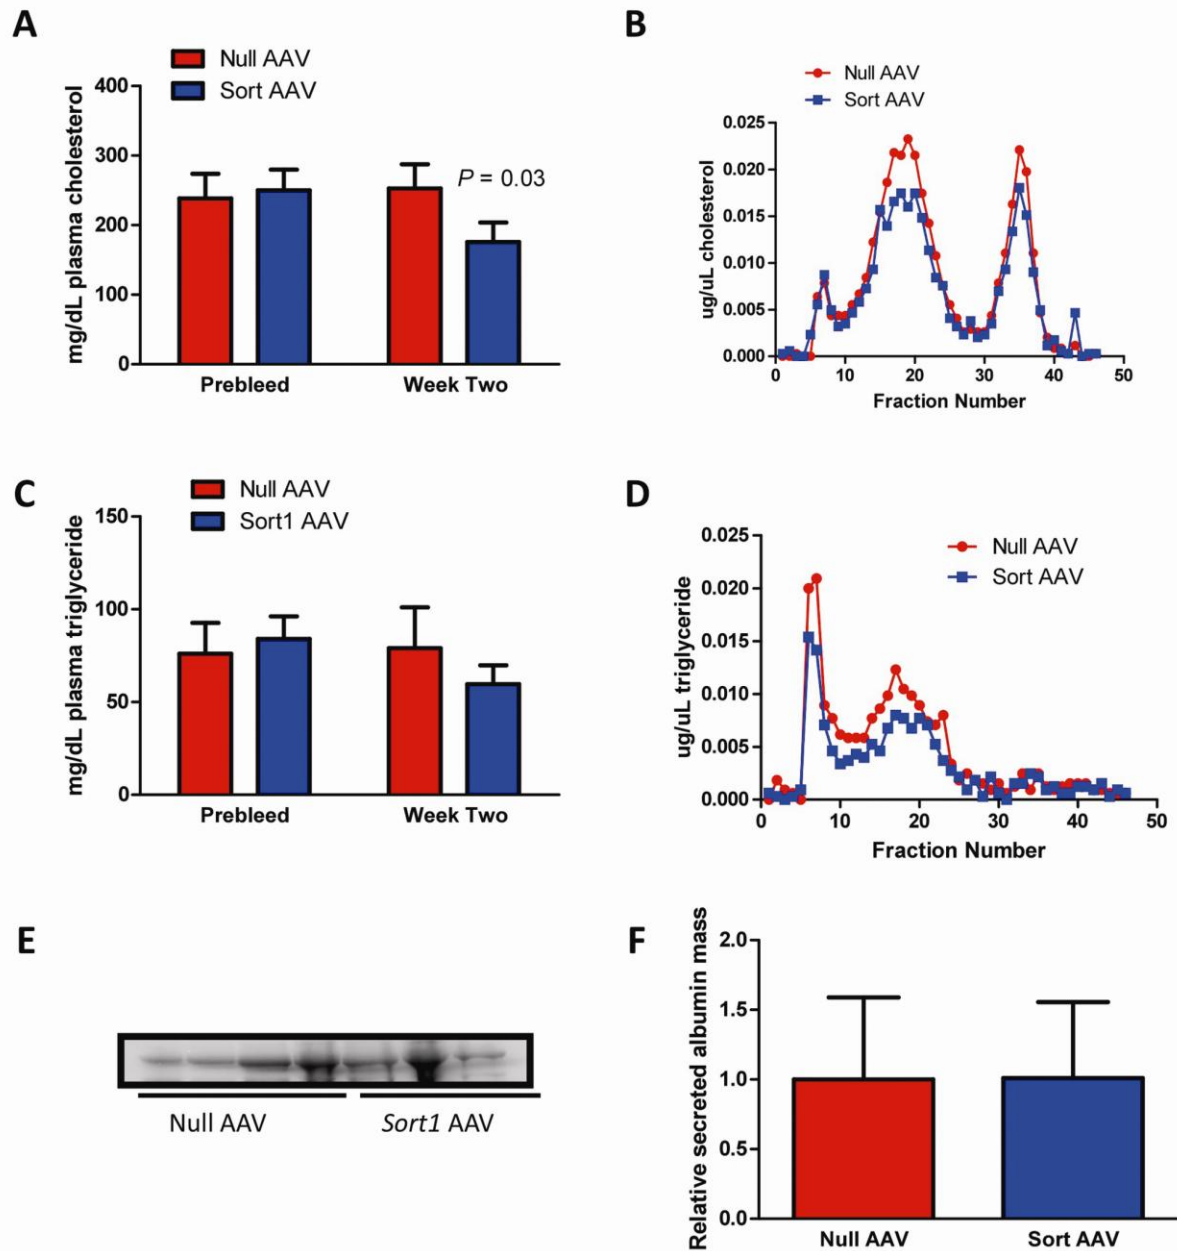 A
Null AAV
Sort AAV
mg/dL plasma cholesterol
400
300
200
100
0
P = 0.03
Prebleed
Week Two
B
Null AAV
Sort AAV
ug/uL cholesterol
0.025
0.020
0.015
0.010
0.005
0.000
0 10 20 30 40 50
Fraction Number
C
Null AAV
Sort1 AAV
mg/dL plasma triglyceride
150
100
50
0
Prebleed
Week Two
D
Null AAV
Sort AAV
ug/uL triglyceride
0.025
0.020
0.015
0.010
0.005
0.000
0 10 20 30 40 50
Fraction Number
E
Null AAV
Sort1 AAV
F
Relative secreted albumin mass
2.0
1.5
1.0
0.5
0.0
Null AAV
Sort AAV